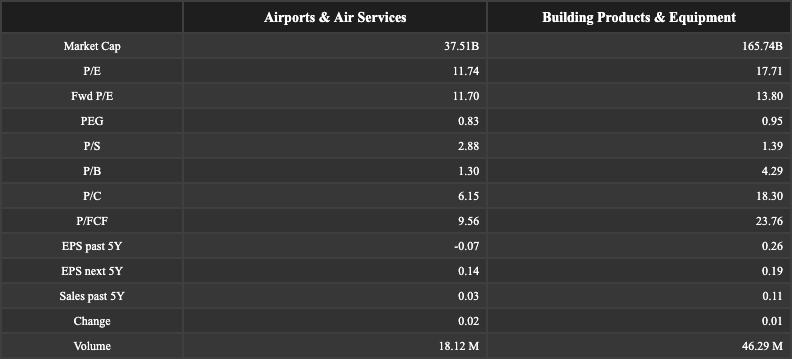 Airports & Air Services Building Products & Equipment
Market Cap 37.51B 165.74B
P/E 11.74 17.71
Fwd P/E 11.70 13.80
PEG 0.83 0.95
P/S 2.88 1.39
P/B 1.30 4.29
P/C 6.15 18.30
P/FCF 9.56 23.76
EPS past 5Y -0.07 0.26
EPS next 5Y 0.14 0.19
Sales past 5Y 0.03 0.11
Change 0.02 0.01
Volume 18.12 M 46.29 M